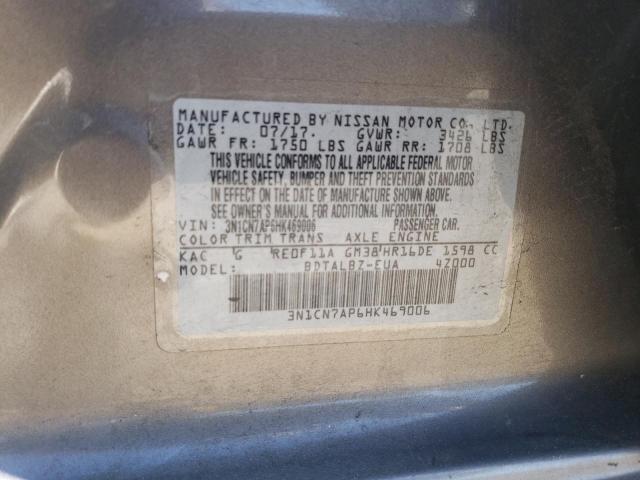 MANUFACTURED BY NISSAN MOTOR CO., LTD.
DATE: 07/17. GVWR: 3426 LBS
GAWR FR: 1750 LBS GAWR RR: 1708 LBS
THIS VEHICLE CONFORMS TO ALL APPLICABLE FEDERAL MOTOR
VEHICLE SAFETY, BUMPER AND THEFT PREVENTION STANDARDS
IN EFFECT ON THE DATE OF MANUFACTURE SHOWN ABOVE.
SEE OWNER'S MANUAL FOR ADDITIONAL INFORMATION.
VIN: 3N1CN7AP6HK469006 PASSENGER CAR.
COLOR TRIM TRANS AXLE ENGINE
KAC G RE0F11A GM38 HR16DE 1598 CC
MODEL: BDTALBZ-EUA 4Z000
3N1CN7AP6HK469006